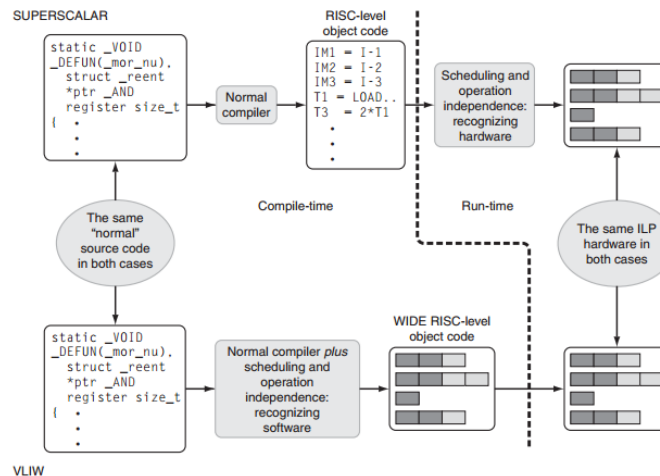 SUPERSCALAR
static _VOID
_DEFUN(_mor_nu),
struct _reent
*ptr _AND
register size_t
{ •
•
•
Normal
compiler
RISC-level
object code
IM1 = I-1
IM2 = I-2
IM3 = I-3
T1 = LOAD..
T3 = 2*T1
•
•
•
Scheduling and
operation
independence:
recognizing
hardware
The same
“normal”
source code
in both cases
Compile-time
Run-time
The same ILP
hardware in
both cases
static _VOID
_DEFUN(_mor_nu),
struct _reent
*ptr _AND
register size_t
{ •
•
•
Normal compiler plus
scheduling and
operation
independence:
recognizing
software
WIDE RISC-level
object code
VLIW